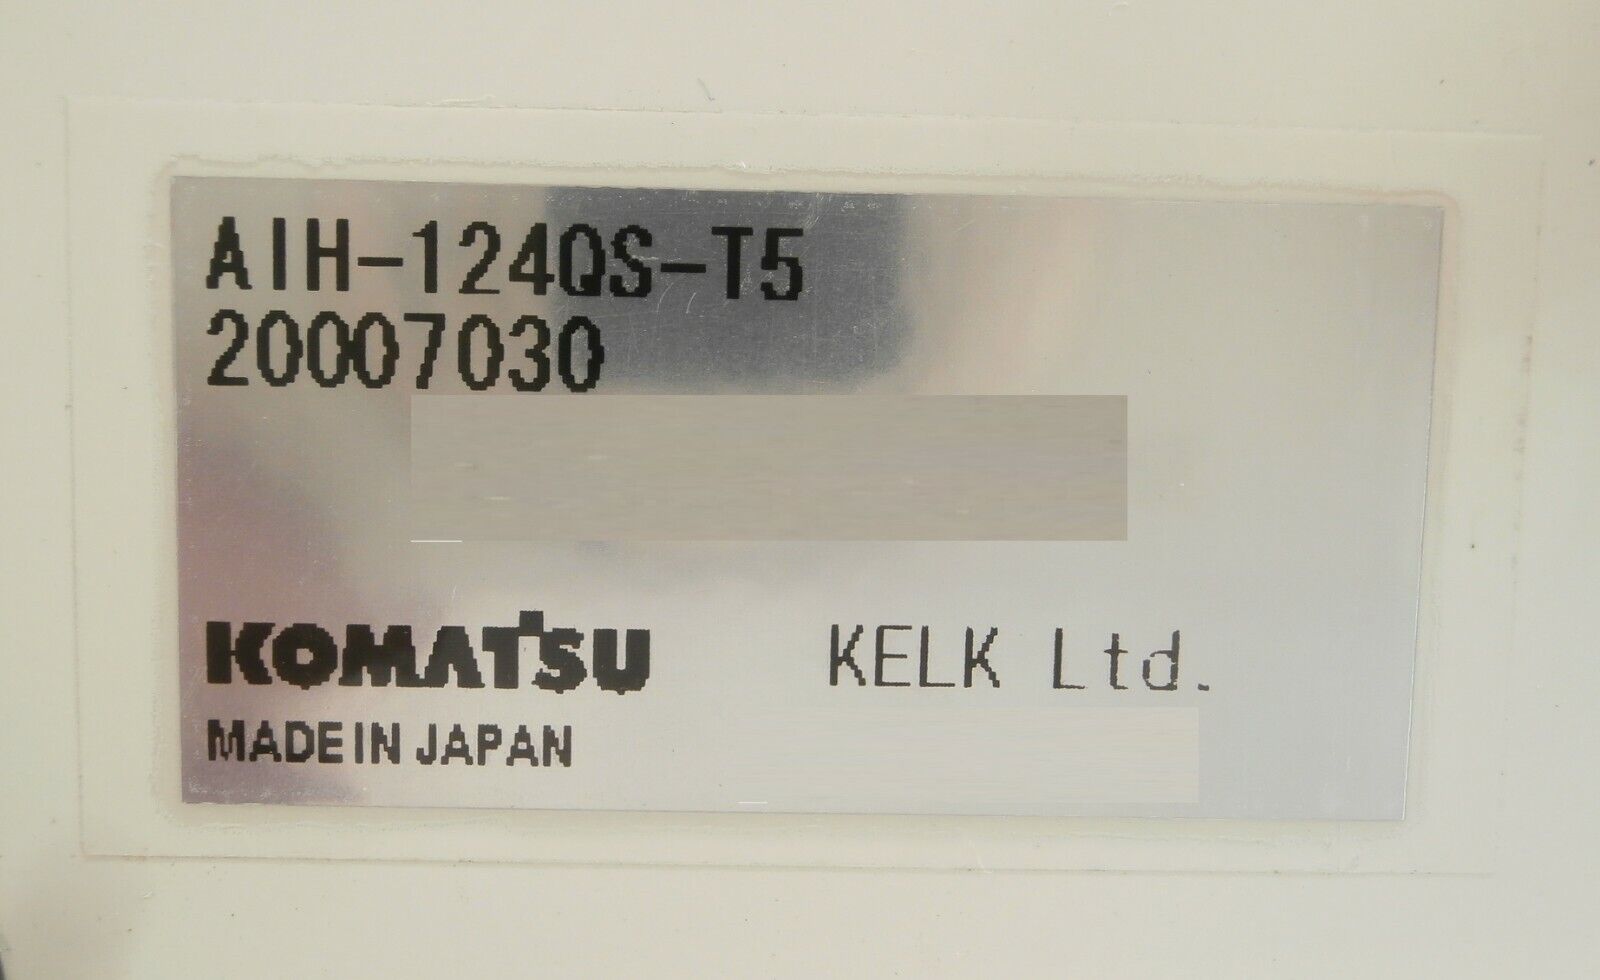 AIH-124QS-T5
20007030
KOMATSU KELK Ltd.
MADE IN JAPAN